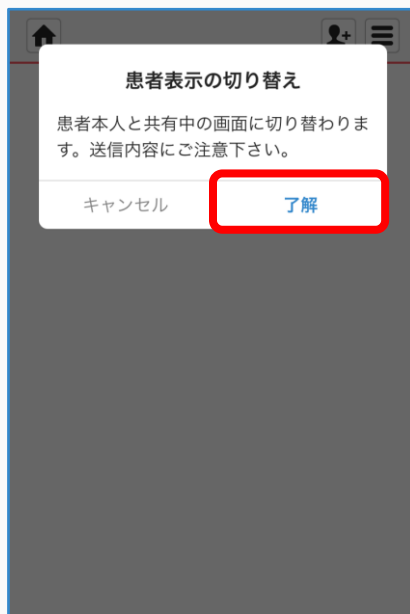 患者表示の切り替え
患者本人と共有中の画面に切り替わりま
す。送信内容にご注意下さい。
キャンセル
了解